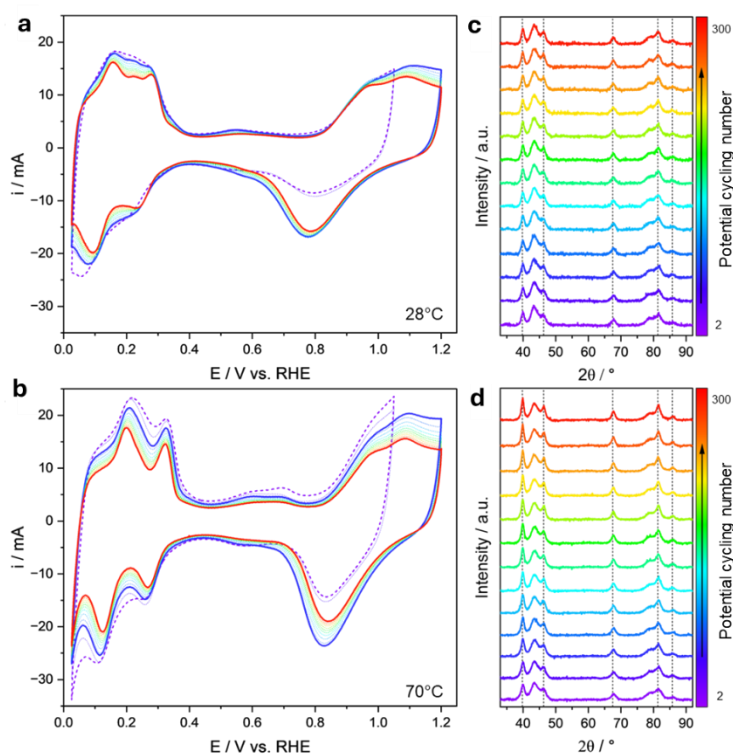 a
20
10
0
−10
−20
−30
i / mA
0.0 0.2 0.4 0.6 0.8 1.0 1.2
E / V vs. RHE
28°C
b
20
10
0
−10
−20
−30
i / mA
0.0 0.2 0.4 0.6 0.8 1.0 1.2
E / V vs. RHE
70°C
c
Intensity / a.u.
40 50 60 70 80 90
2θ / °
300
Potential cycling number
2
d
Intensity / a.u.
40 50 60 70 80 90
2θ / °
300
Potential cycling number
2